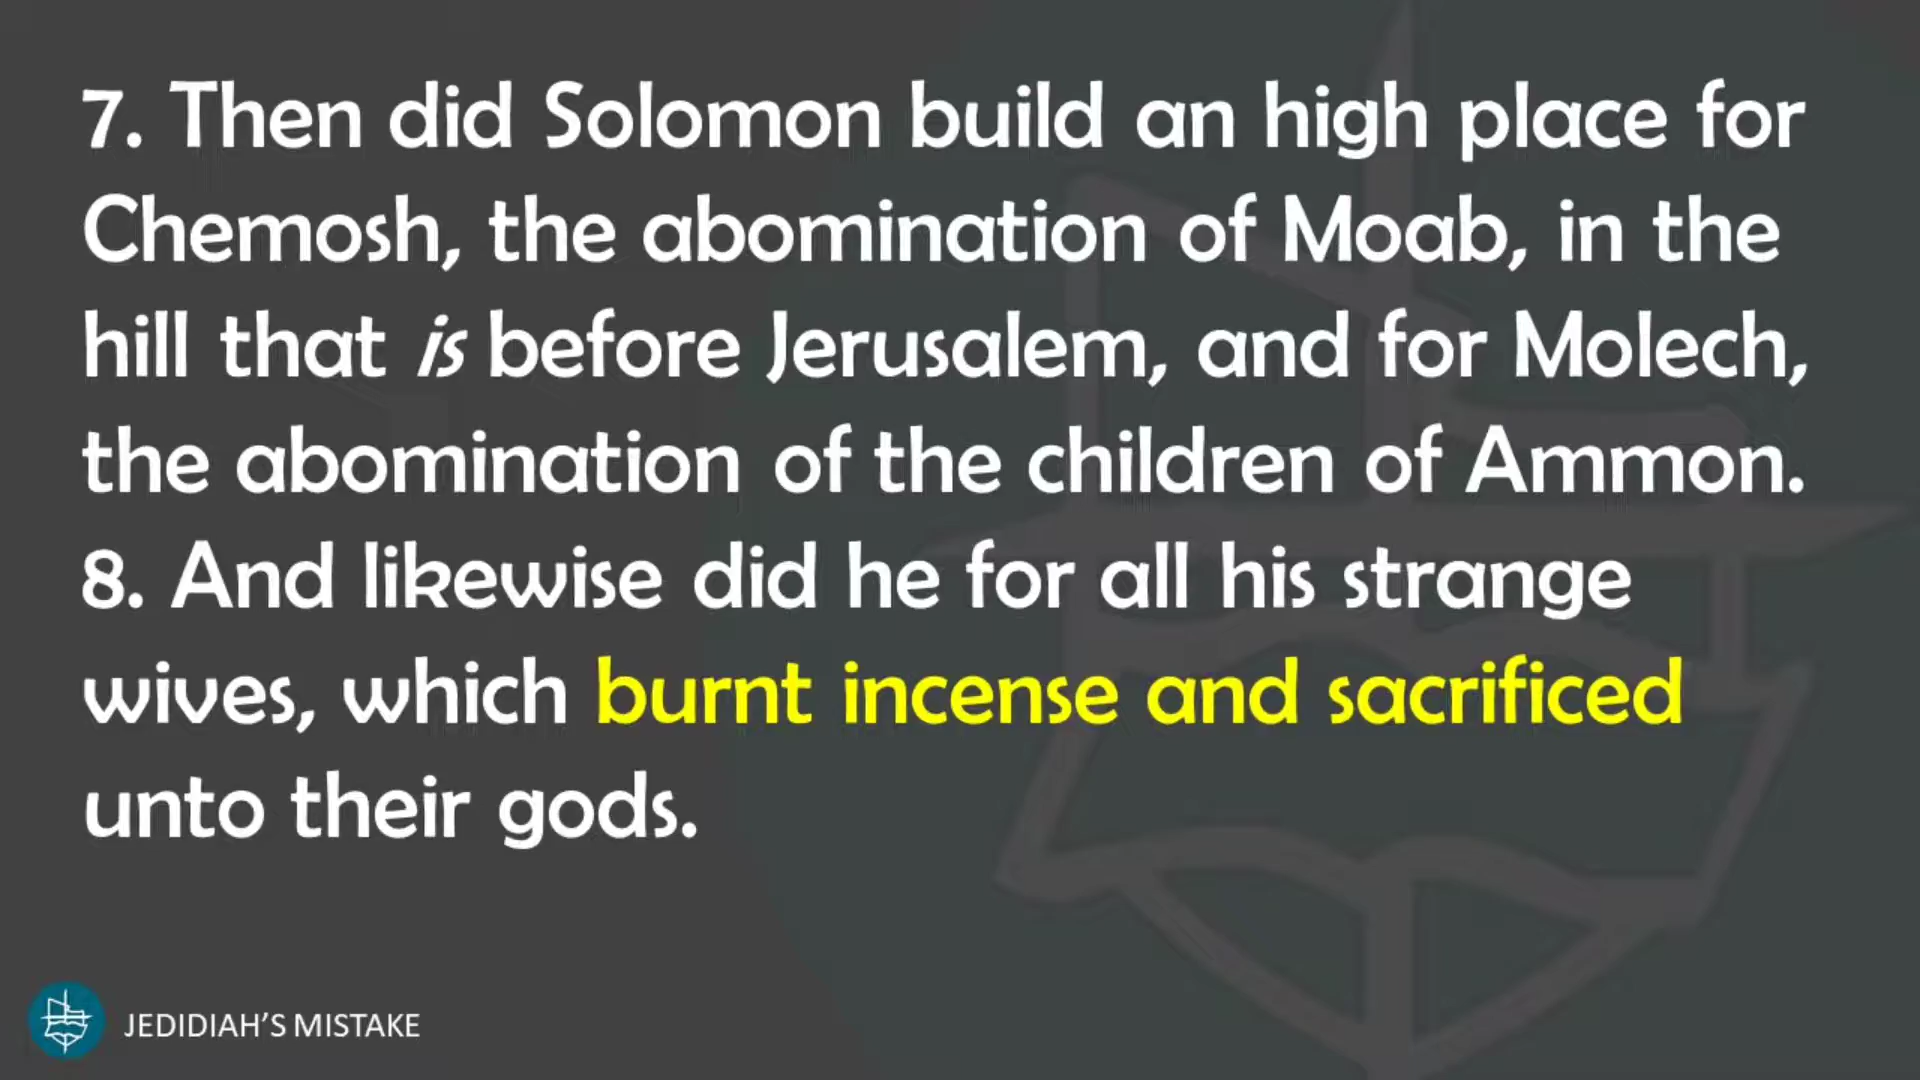 7. Then did Solomon build an high place for
Chemosh, the abomination of Moab, in the
hill that is before Jerusalem, and for Molech,
the abomination of the children of Ammon.
8. And likewise did he for all his strange
wives, which burnt incense and sacrificed
unto their gods.
JEDIDIAH'S MISTAKE